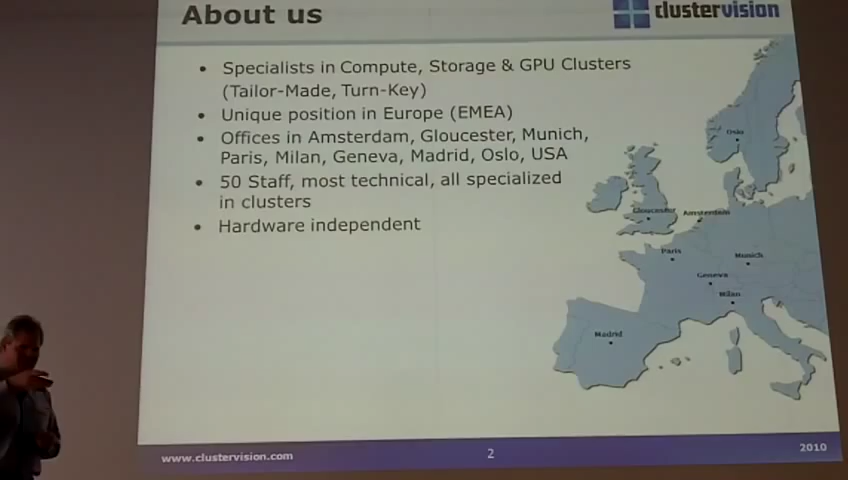 About us
clustervision
• Specialists in Compute, Storage & GPU Clusters
(Tailor-Made, Turn-Key)
• Unique position in Europe (EMEA)
• Offices in Amsterdam, Gloucester, Munich,
Paris, Milan, Geneva, Madrid, Oslo, USA
• 50 Staff, most technical, all specialized
in clusters
• Hardware independent
Oslo
Gloucester
Amsterdam
Paris
Munich
Geneva
Milan
Madrid
www.clustervision.com
2
2010